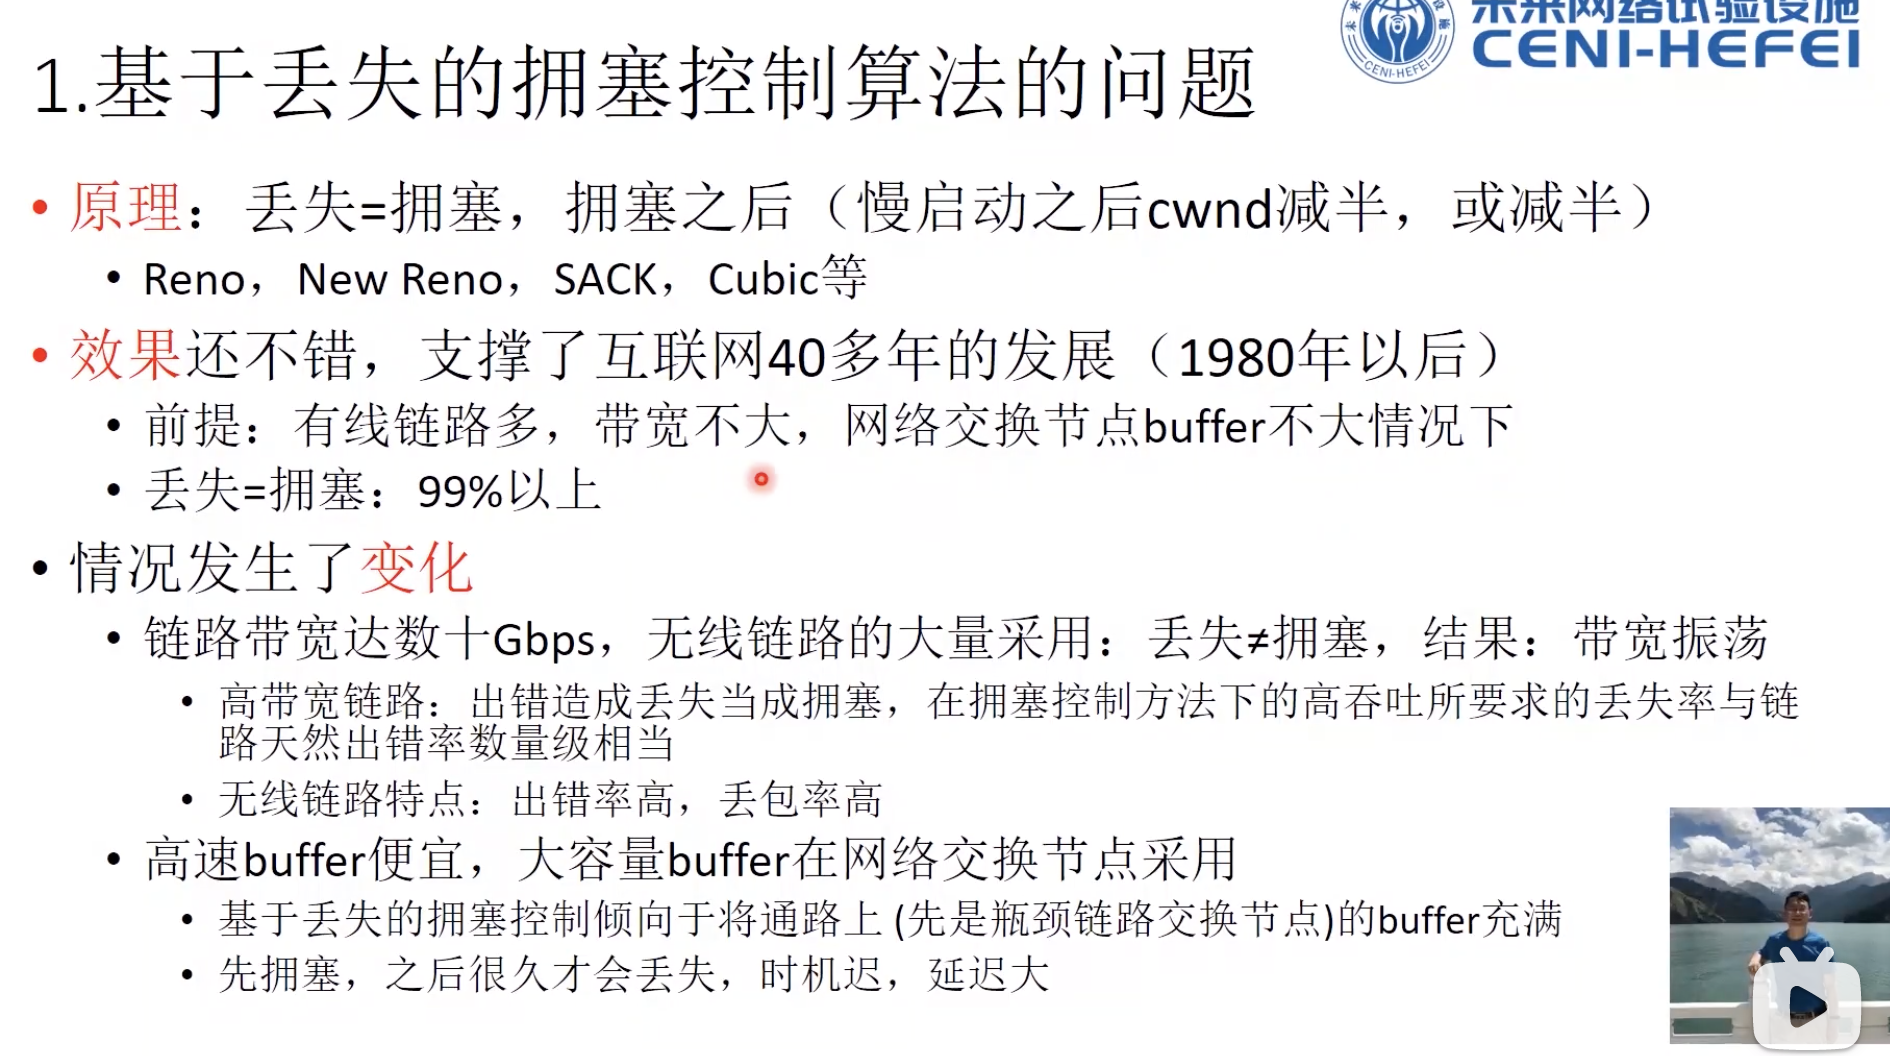 未来网络试验设施
CENI-HEFEI
CENI-HEFEI
1.基于丢失的拥塞控制算法的问题
• 原理：丢失=拥塞，拥塞之后（慢启动之后cwnd减半，或减半）
• Reno，New Reno，SACK，Cubic等
• 效果还不错，支撑了互联网40多年的发展（1980年以后）
• 前提：有线链路多，带宽不大，网络交换节点buffer不大情况下
• 丢失=拥塞：99%以上
• 情况发生了变化
• 链路带宽达数十Gbps，无线链路的大量采用：丢失≠拥塞，结果：带宽振荡
• 高带宽链路：出错造成丢失当成拥塞，在拥塞控制方法下的高吞吐所要求的丢失率与链
路天然出错率数量级相当
• 无线链路特点：出错率高，丢包率高
• 高速buffer便宜，大容量buffer在网络交换节点采用
• 基于丢失的拥塞控制倾向于将通路上 (先是瓶颈链路交换节点)的buffer充满
• 先拥塞，之后很久才会丢失，时机迟，延迟大